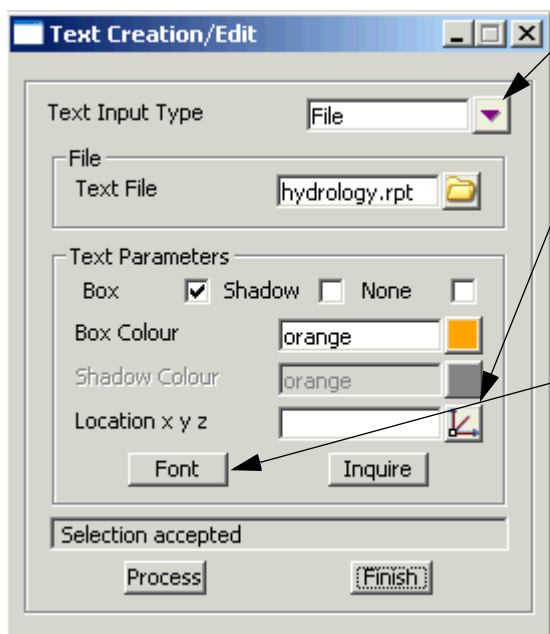 Text Creation/Edit
Text Input Type File
File
Text File hydrology.rpt
Text Parameters
Box Shadow None
Box Colour orange
Shadow Colour orange
Location x y z
Font Inquire
Selection accepted
Process Finish